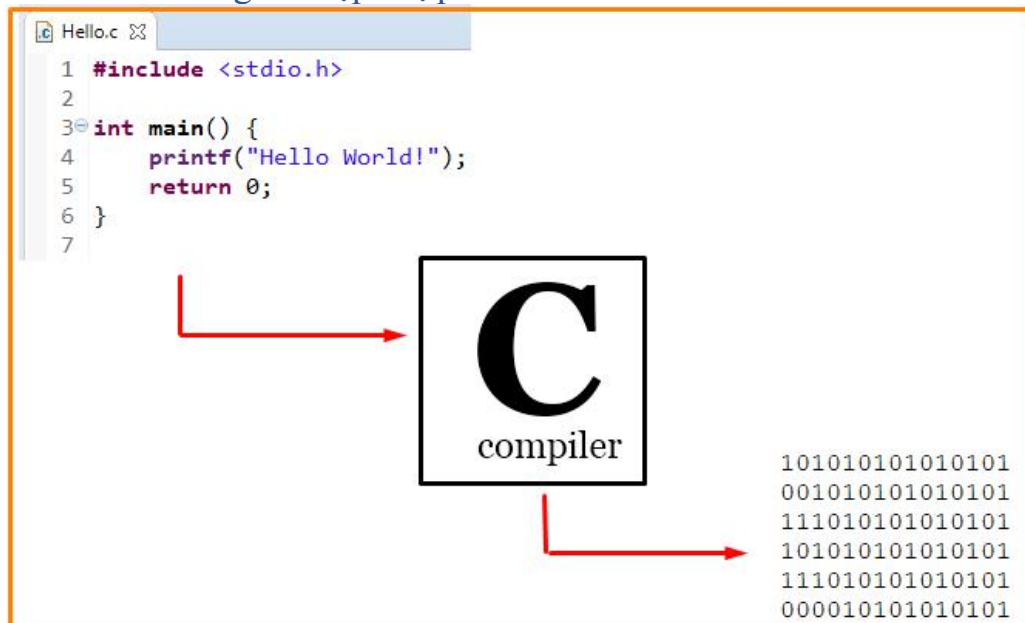 Hello.c
1 #include <stdio.h>
2
3 int main() {
4     printf("Hello World!");
5     return 0;
6 }
7
C
compiler
101010101010101
001010101010101
111010101010101
101010101010101
111010101010101
000010101010101